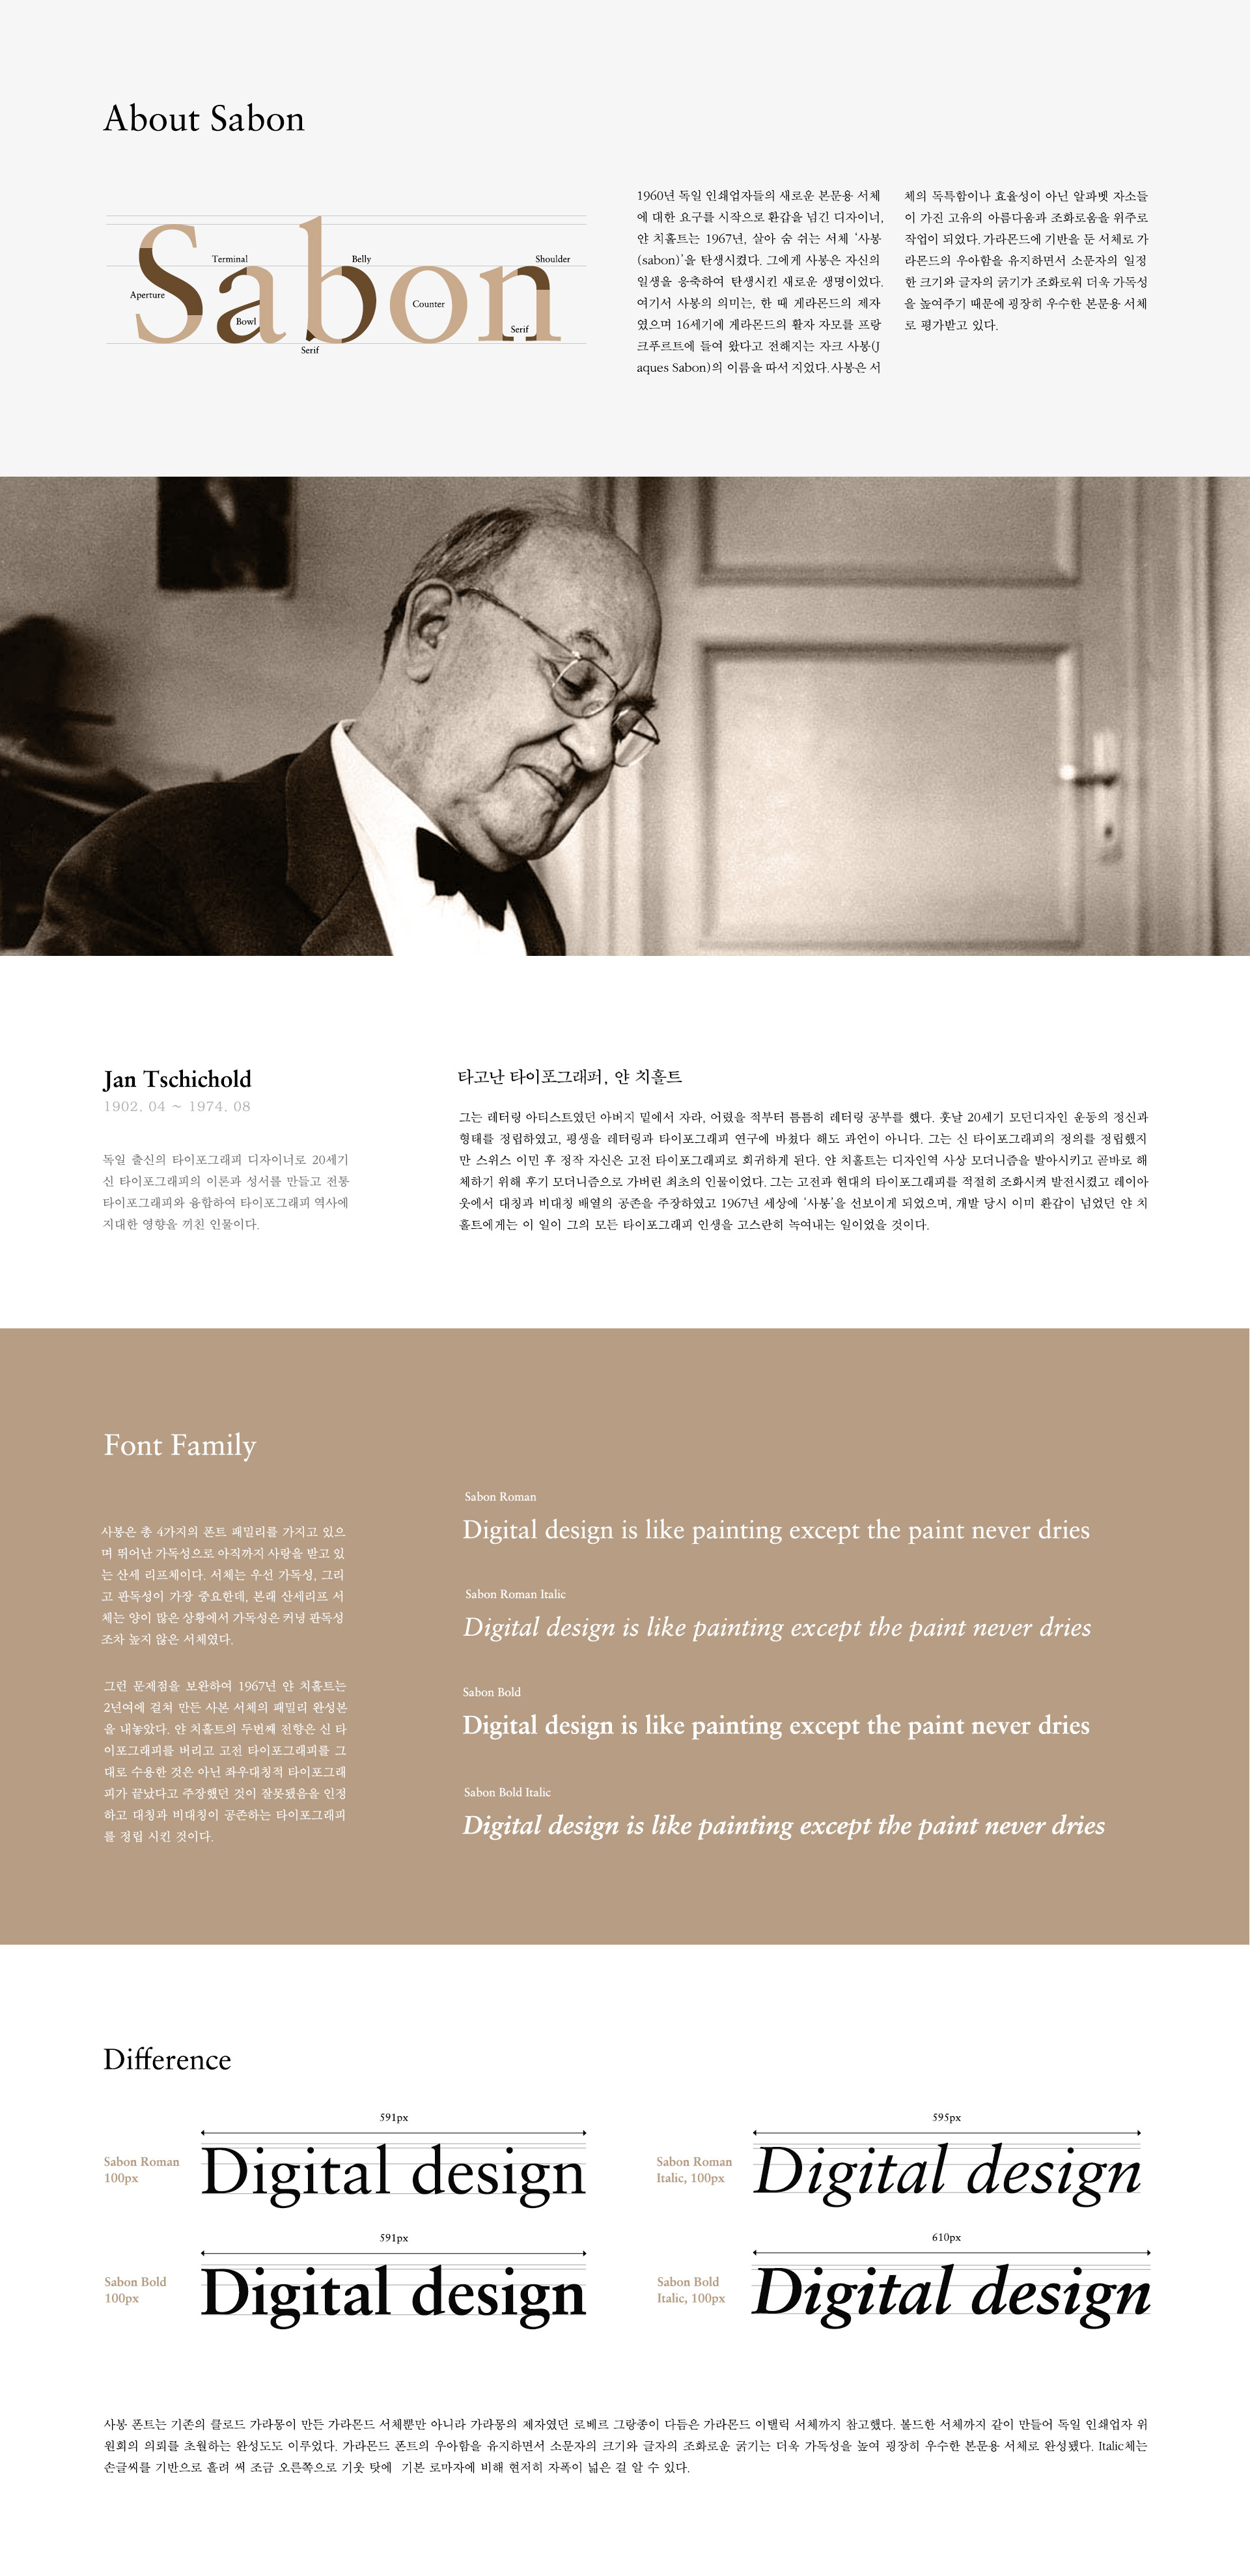 About Sabon
Sabon
Terminal
Belly
Shoulder
Aperture
Counter
Bowl
Serif
Serif
1960년 독일 인쇄업자들의 새로운 본문용 서체
에 대한 요구를 시작으로 환갑을 넘긴 디자이너,
얀 치홀트는 1967년, 살아 숨 쉬는 서체 ‘사봉
(sabon)’을 탄생시켰다. 그에게 사봉은 자신의
일생을 응축하여 탄생시킨 새로운 생명이었다.
여기서 사봉의 의미는, 한 때 게라몬드의 제자
였으며 16세기에 게라몬드의 활자 자모를 프랑
크푸르트에 들여 왔다고 전해지는 자크 사봉(J
aques Sabon)의 이름을 따서 지었다.사봉은 서
체의 독특함이나 효율성이 아닌 알파벳 자소들
이 가진 고유의 아름다움과 조화로움을 위주로
작업이 되었다. 가라몬드에 기반을 둔 서체로 가
라몬드의 우아함을 유지하면서 소문자의 일정
한 크기와 글자의 굵기가 조화로워 더욱 가독성
을 높여주기 때문에 굉장히 우수한 본문용 서체
로 평가받고 있다.
Jan Tschichold
1902. 04 ~ 1974. 08
독일 출신의 타이포그래피 디자이너로 20세기
신 타이포그래피의 이론과 성서를 만들고 전통
타이포그래피와 융합하여 타이포그래피 역사에
지대한 영향을 끼친 인물이다.
타고난 타이포그래퍼, 얀 치홀트
그는 레터링 아티스트였던 아버지 밑에서 자라, 어렸을 적부터 틈틈히 레터링 공부를 했다. 훗날 20세기 모던디자인 운동의 정신과
형태를 정립하였고, 평생을 레터링과 타이포그래피 연구에 바쳤다 해도 과언이 아니다. 그는 신 타이포그래피의 정의를 정립했지
만 스위스 이민 후 정작 자신은 고전 타이포그래피로 회귀하게 된다. 얀 치홀트는 디자인역 사상 모더니즘을 발아시키고 곧바로 해
체하기 위해 후기 모더니즘으로 가버린 최초의 인물이었다. 그는 고전과 현대의 타이포그래피를 적절히 조화시켜 발전시켰고 레이아
웃에서 대칭과 비대칭 배열의 공존을 주장하였고 1967년 세상에 ‘사봉’을 선보이게 되었으며, 개발 당시 이미 환갑이 넘었던 얀 치
홀트에게는 이 일이 그의 모든 타이포그래피 인생을 고스란히 녹여내는 일이었을 것이다.
Font Family
사봉은 총 4가지의 폰트 패밀리를 가지고 있으
며 뛰어난 가독성으로 아직까지 사랑을 받고 있
는 산세 리프체이다. 서체는 우선 가독성, 그리
고 판독성이 가장 중요한데, 본래 산세리프 서
체는 양이 많은 상황에서 가독성은 커녕 판독성
조차 높지 않은 서체였다.
그런 문제점을 보완하여 1967년 얀 치홀트는
2년여에 걸쳐 만든 사본 서체의 패밀리 완성본
을 내놓았다. 얀 치홀트의 두번째 전향은 신 타
이포그래피를 버리고 고전 타이포그래피를 그
대로 수용한 것은 아닌 좌우대칭적 타이포그래
피가 끝났다고 주장했던 것이 잘못됐음을 인정
하고 대칭과 비대칭이 공존하는 타이포그래피
를 정립 시킨 것이다.
Sabon Roman
Digital design is like painting except the paint never dries
Sabon Roman Italic
Digital design is like painting except the paint never dries
Sabon Bold
Digital design is like painting except the paint never dries
Sabon Bold Italic
Digital design is like painting except the paint never dries
Difference
591px
Sabon Roman
100px
Digital design
595px
Sabon Roman
Italic, 100px
Digital design
591px
Sabon Bold
100px
Digital design
610px
Sabon Bold
Italic, 100px
Digital design
사봉 폰트는 기존의 클로드 가라몽이 만든 가라몬드 서체뿐만 아니라 가라몽의 제자였던 로베르 그랑종이 다듬은 가라몬드 이탤릭 서체까지 참고했다. 볼드한 서체까지 같이 만들어 독일 인쇄업자 위
원회의 의뢰를 초월하는 완성도도 이루었다. 가라몬드 폰트의 우아함을 유지하면서 소문자의 크기와 글자의 조화로운 굵기는 더욱 가독성을 높여 굉장히 우수한 본문용 서체로 완성됐다. Italic체는
손글씨를 기반으로 흘려 써 조금 오른쪽으로 기웃 탓에 기본 로마자에 비해 현저히 자폭이 넓은 걸 알 수 있다.